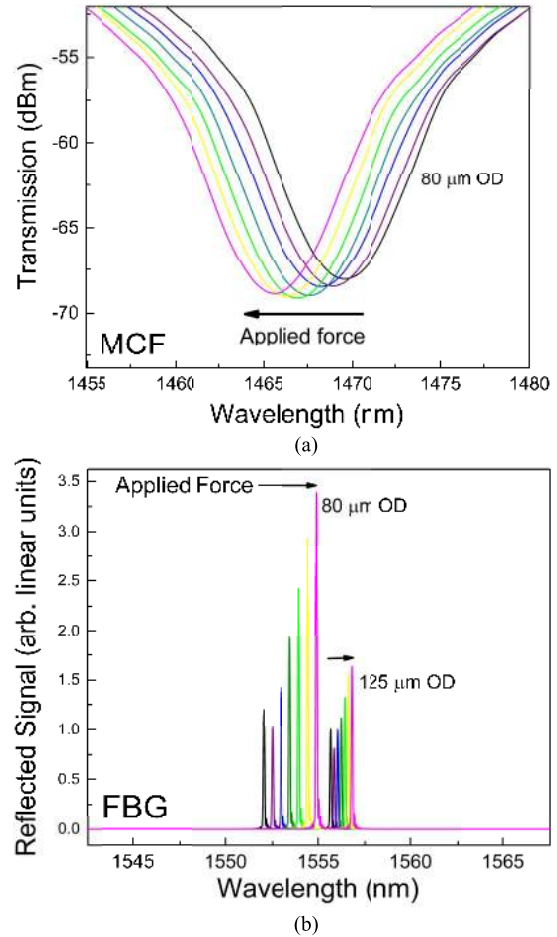 -55
-60
-65
-70
Transmission (dBm)
80 μm OD
Applied force
MCF
1455 1460 1465 1470 1475 1480
Wavelength (nm)
(a)
3.5
3.0
2.5
2.0
1.5
1.0
0.5
0.0
Reflected Signal (arb. linear units)
Applied Force
80 μm OD
125 μm OD
FBG
1545 1550 1555 1560 1565
Wavelength (nm)
(b)